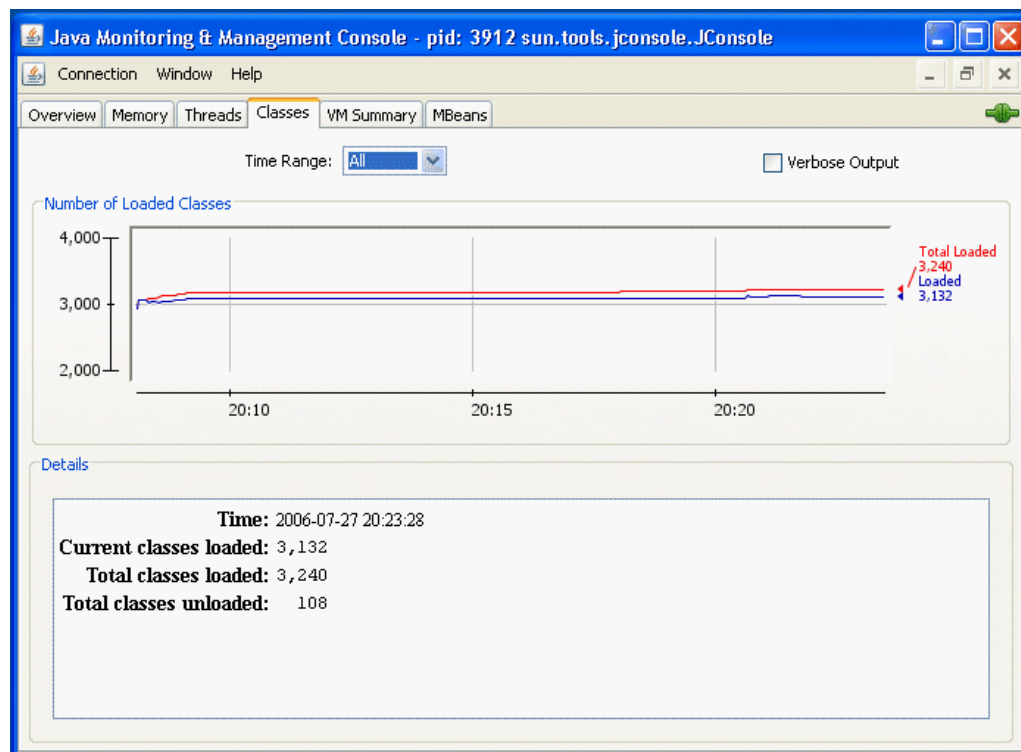 Java Monitoring & Management Console - pid: 3912 sun.tools.jconsole.JConsole
Connection Window Help
Overview Memory Threads Classes VM Summary MBeans
Time Range: All Verbose Output
Number of Loaded Classes
4,000
3,000
2,000
Total Loaded
3,240
Loaded
3,132
20:10 20:15 20:20
Details
Time: 2006-07-27 20:23:28
Current classes loaded: 3,132
Total classes loaded: 3,240
Total classes unloaded: 108